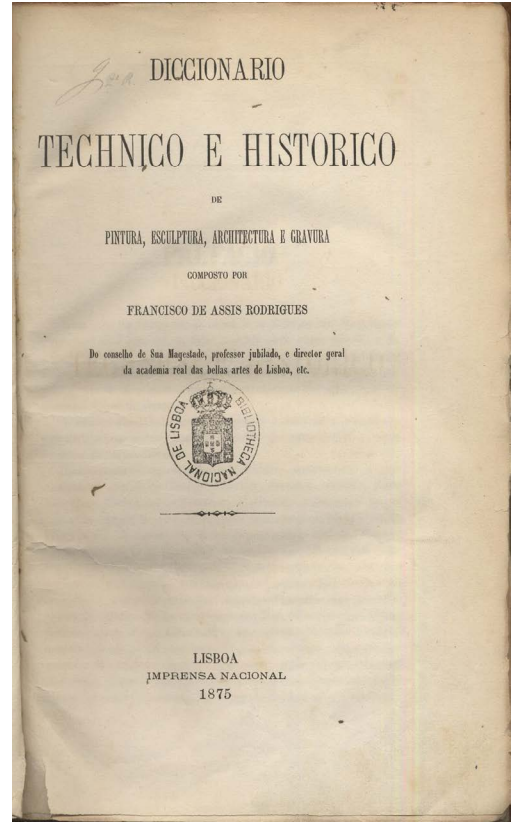 DICCIONARIO
TECHNICO E HISTORICO
DE
PINTURA, ESCULPTURA, ARCHITECTURA E GRAVURA
COMPOSTO POR
FRANCISCO DE ASSIS RODRIGUES
Do conselho de Sua Magestade, professor jubilado, e director geral
da academia real das bellas artes de Lisboa, etc.
BIBLIOTHECA NACIONAL DE LISBOA
LISBOA
IMPRENSA NACIONAL
1875